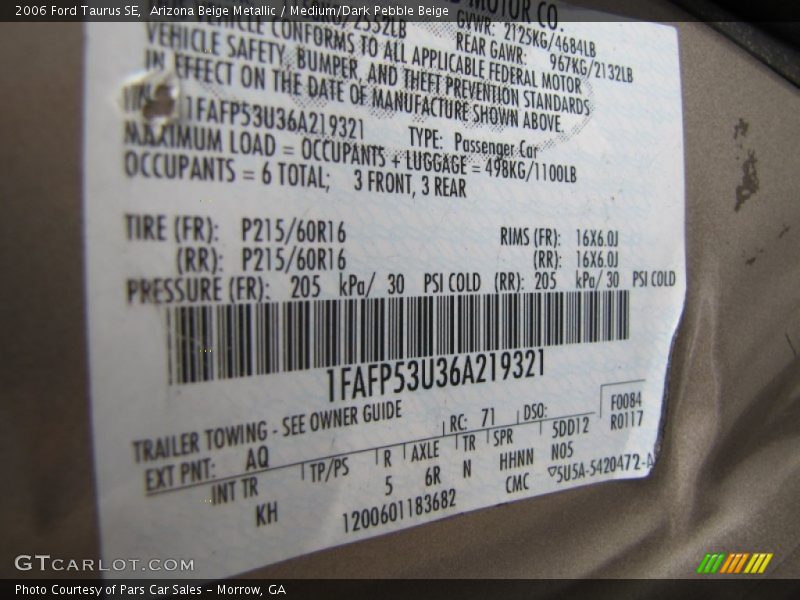 2006 Ford Taurus SE, Arizona Beige Metallic / Medium/Dark Pebble Beige
MOTOR CO.
GVWR: 2125KG/4684LB
REAR GAWR: 967KG/2132LB
VEHICLE CONFORMS TO ALL APPLICABLE FEDERAL MOTOR
VEHICLE SAFETY, BUMPER, AND THEFT PREVENTION STANDARDS
IN EFFECT ON THE DATE OF MANUFACTURE SHOWN ABOVE
1FAFP53U36A219321 TYPE: Passenger Car
MAXIMUM LOAD = OCCUPANTS + LUGGAGE = 498KG/1100LB
OCCUPANTS = 6 TOTAL; 3 FRONT, 3 REAR
TIRE (FR): P215/60R16 RIMS (FR): 16X6.0J
(RR): P215/60R16 (RR): 16X6.0J
PRESSURE (FR): 205 kPa/ 30 PSI COLD (RR): 205 kPa/ 30 PSI COLD
1FAFP53U36A219321
TRAILER TOWING - SEE OWNER GUIDE
EXT PNT: AQ RC: 71 DSO: F0084
R0117
INT TR TP/PS R AXLE TR SPR 5DD12
KH 5 6R N HHNN N05
1200601183682 CMC 5U5A-5420472-A
GTCARLOT.COM
Photo Courtesy of Pars Car Sales – Morrow, GA